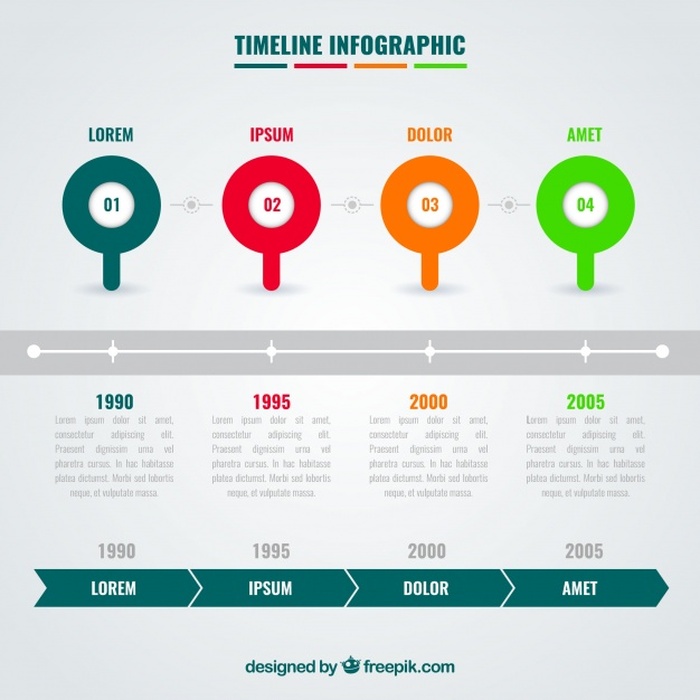 TIMELINE INFOGRAPHIC
LOREM
IPSUM
DOLOR
AMET
01
02
03
04
1990
1995
2000
2005
Lorem ipsum dolor sit amet,
consectetur adipiscing elit.
Praesent dignissim urna vel
pharetra cursus. In hac habitasse
platea dictumst. Morbi sed lobortis
neque, et vulputate massa.
Lorem ipsum dolor sit amet,
consectetur adipiscing elit.
Praesent dignissim urna vel
pharetra cursus. In hac habitasse
platea dictumst. Morbi sed lobortis
neque, et vulputate massa.
Lorem ipsum dolor sit amet,
consectetur adipiscing elit.
Praesent dignissim urna vel
pharetra cursus. In hac habitasse
platea dictumst. Morbi sed lobortis
neque, et vulputate massa.
Lorem ipsum dolor sit amet,
consectetur adipiscing elit.
Praesent dignissim urna vel
pharetra cursus. In hac habitasse
platea dictumst. Morbi sed lobortis
neque, et vulputate massa.
1990
1995
2000
2005
LOREM
IPSUM
DOLOR
AMET
designed by freepik.com